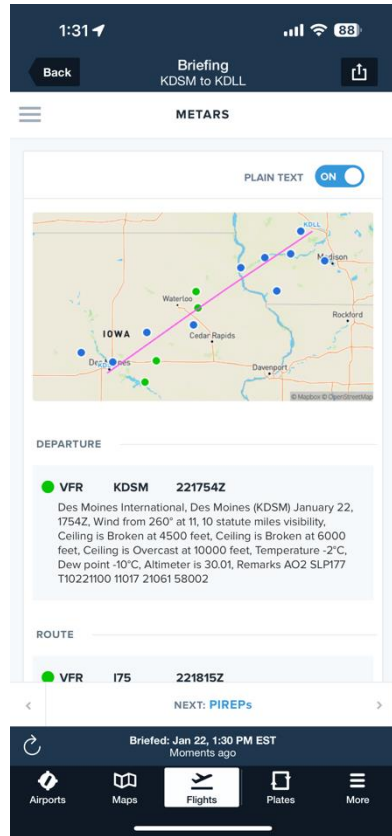 1:31
88
Back
Briefing
KDSM to KDLL
METARS
PLAIN TEXT ON
KDLL
Madison
Waterloo
Rockford
IOWA
Cedar Rapids
Davenport
© Mapbox © OpenStreetMap
DEPARTURE
VFR KDSM 221754Z
Des Moines International, Des Moines (KDSM) January 22,
1754Z, Wind from 260° at 11, 10 statute miles visibility,
Ceiling is Broken at 4500 feet, Ceiling is Broken at 6000
feet, Ceiling is Overcast at 10000 feet, Temperature -2°C,
Dew point -10°C, Altimeter is 30.01, Remarks AO2 SLP177
T10221100 11017 21061 58002
ROUTE
VFR I75 221815Z
NEXT: PIREPs
Briefed: Jan 22, 1:30 PM EST
Moments ago
Airports Maps Flights Plates More